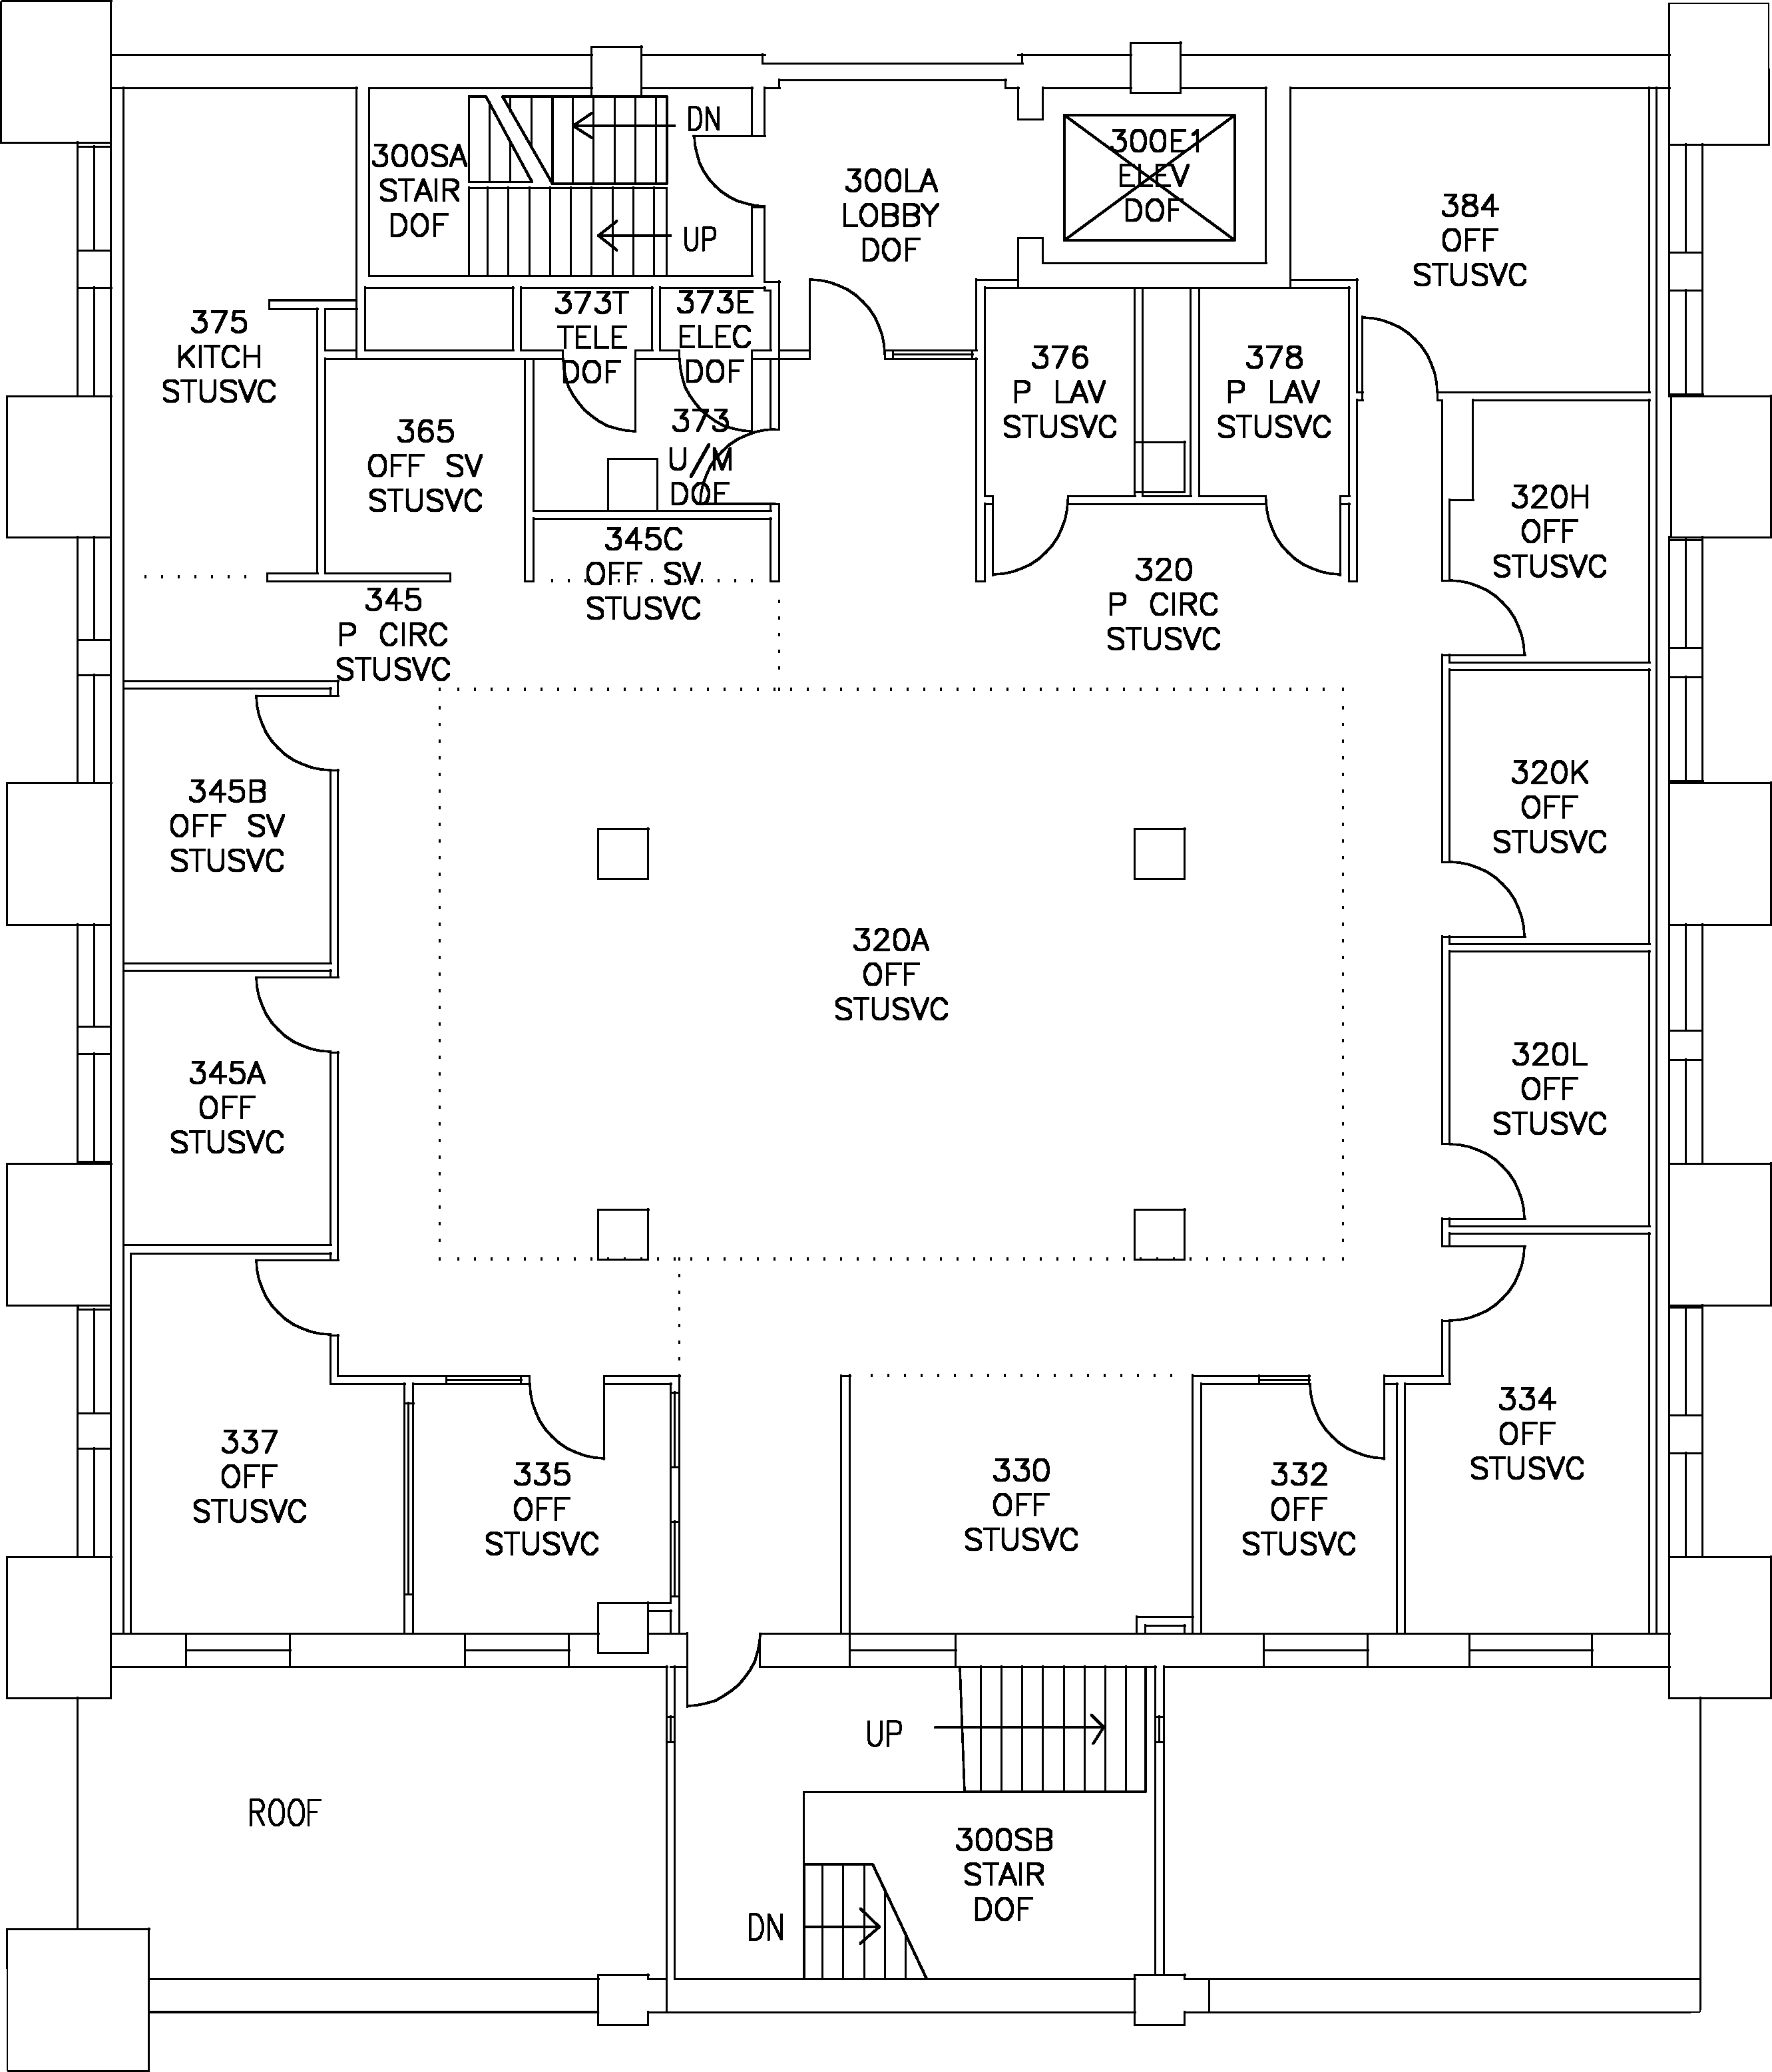 DN
300SA
STAIR
DOF
UP
300LA
LOBBY
DOF
300E1
ELEV
DOF
384
OFF
STUSVC
375
KITCH
STUSVC
373T
TELE
DOF
373E
ELEC
DOF
376
P LAV
STUSVC
378
P LAV
STUSVC
365
OFF SV
STUSVC
373
U/M
DOF
320H
OFF
STUSVC
345C
OFF SV
STUSVC
320
P CIRC
STUSVC
345
P CIRC
STUSVC
345B
OFF SV
STUSVC
320K
OFF
STUSVC
320A
OFF
STUSVC
345A
OFF
STUSVC
320L
OFF
STUSVC
337
OFF
STUSVC
335
OFF
STUSVC
330
OFF
STUSVC
332
OFF
STUSVC
334
OFF
STUSVC
UP
ROOF
300SB
STAIR
DOF
DN